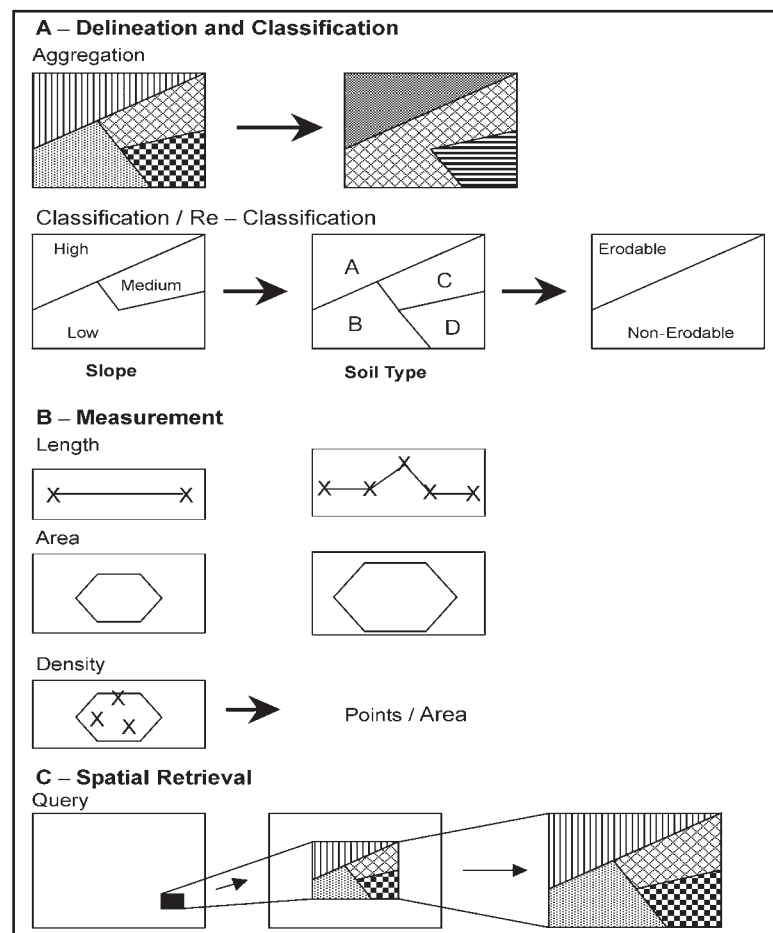 A – Delineation and Classification
Aggregation
Classification / Re – Classification
High
Medium
Low
Slope
A
C
B
D
Soil Type
Erodable
Non-Erodable
B – Measurement
Length
X X
X X X X X
Area
Density
X X X
Points / Area
C – Spatial Retrieval
Query